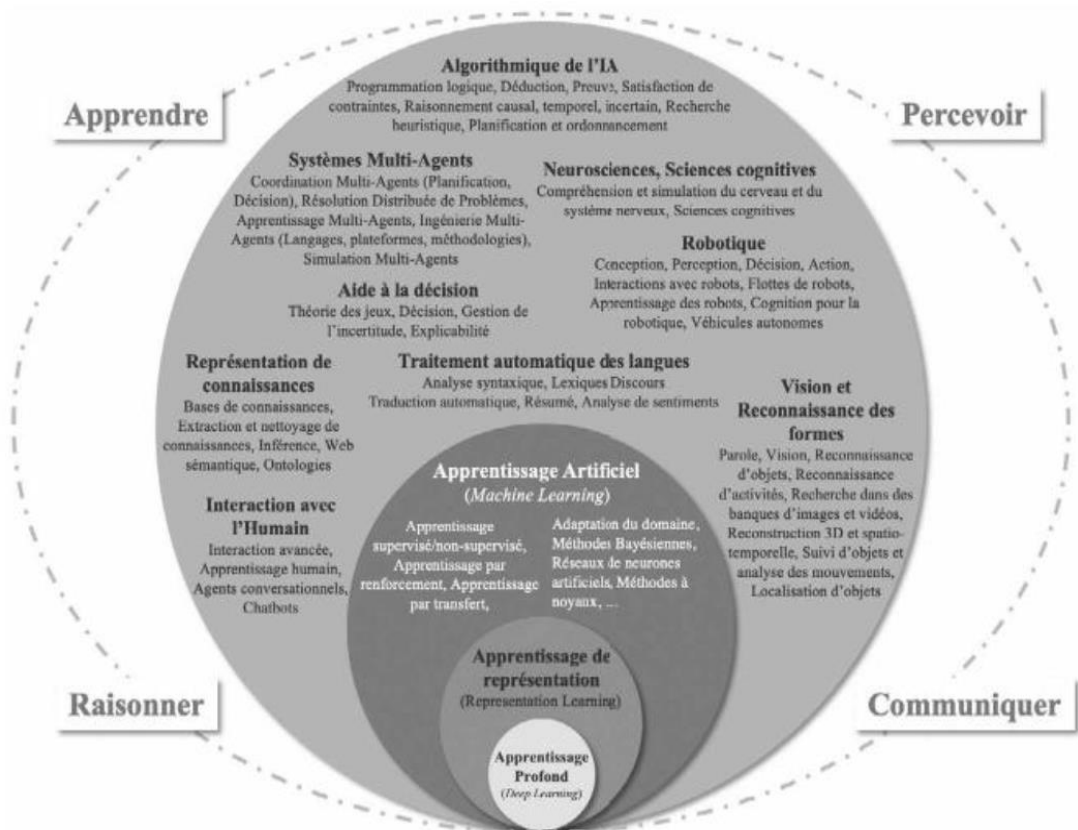 Algorithmique de l'IA
Programmation logique, Déduction, Preuve, Satisfaction de
contraintes, Raisonnement causal, temporel, incertain, Recherche
heuristique, Planification et ordonnancement
Apprendre
Percevoir
Systèmes Multi-Agents
Coordination Multi-Agents (Planification,
Décision), Résolution Distribuée de Problèmes,
Apprentissage Multi-Agents, Ingénierie Multi-
Agents (Langages, plateformes, méthodologies),
Simulation Multi-Agents
Neurosciences, Sciences cognitives
Compréhension et simulation du cerveau et du
système nerveux, Sciences cognitives
Robotique
Conception, Perception, Décision, Action,
Interactions avec robots, Flottes de robots,
Apprentissage des robots, Cognition pour la
robotique, Véhicules autonomes
Aide à la décision
Théorie des jeux, Décision, Gestion de
l'incertitude, Explicabilité
Représentation de
connaissances
Bases de connaissances,
Extraction et nettoyage de
connaissances, Inférence, Web
sémantique, Ontologies
Traitement automatique des langues
Analyse syntaxique, Lexiques Discours
Traduction automatique, Résumé, Analyse de sentiments
Vision et
Reconnaissance des
formes
Parole, Vision, Reconnaissance
d'objets, Reconnaissance
d'activités, Recherche dans des
banques d'images et vidéos,
Reconstruction 3D et spatio-
temporelle, Suivi d'objets et
analyse des mouvements,
Localisation d'objets
Interaction avec
l'Humain
Interaction avancée,
Apprentissage humain,
Agents conversationnels,
Chatbots
Apprentissage Artificiel
(Machine Learning)
Apprentissage
supervisé/non-supervisé,
Apprentissage par
renforcement, Apprentissage
par transfert,
Adaptation du domaine,
Méthodes Bayésiennes,
Réseaux de neurones
artificiels, Méthodes à
noyaux, ...
Apprentissage de
représentation
(Representation Learning)
Apprentissage
Profond
(Deep Learning)
Raisonner
Communiquer